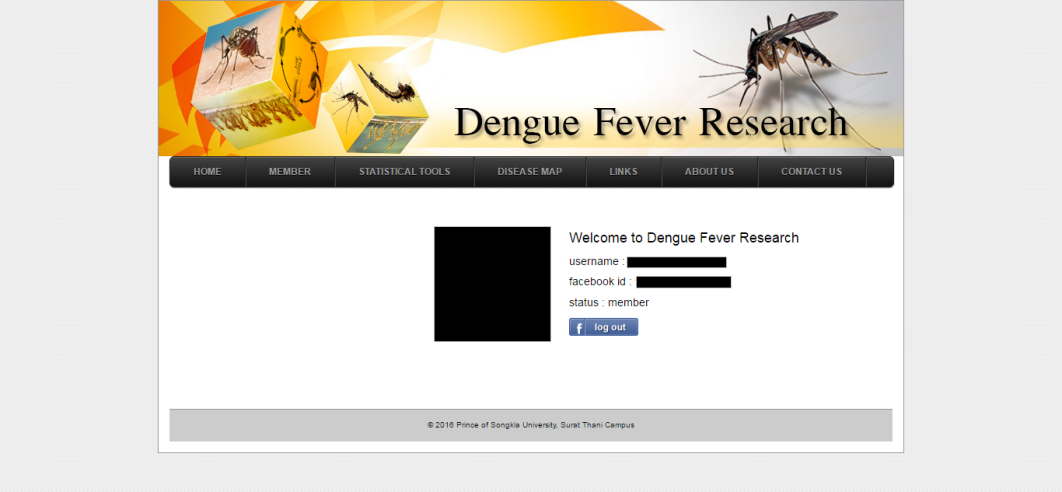 Dengue Fever Research
HOME MEMBER STATISTICAL TOOLS DISEASE MAP LINKS ABOUT US CONTACT US
Welcome to Dengue Fever Research
username :
facebook id :
status : member
f log out
© 2016 Prince of Songkla University, Surat Thani Campus